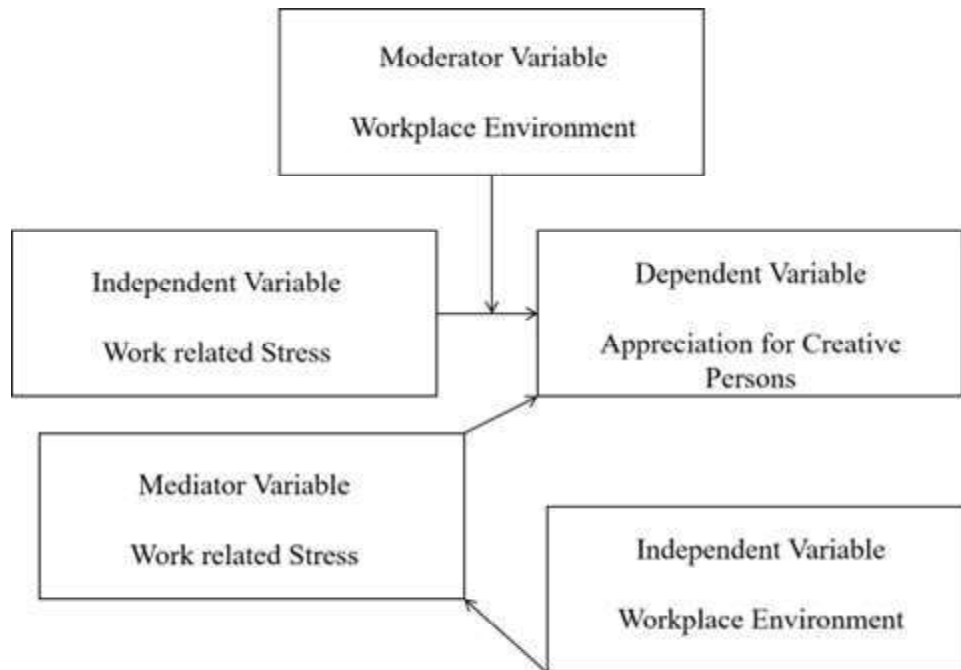 Moderator Variable
Workplace Environment
Independent Variable
Work related Stress
Dependent Variable
Appreciation for Creative
Persons
Mediator Variable
Work related Stress
Independent Variable
Workplace Environment